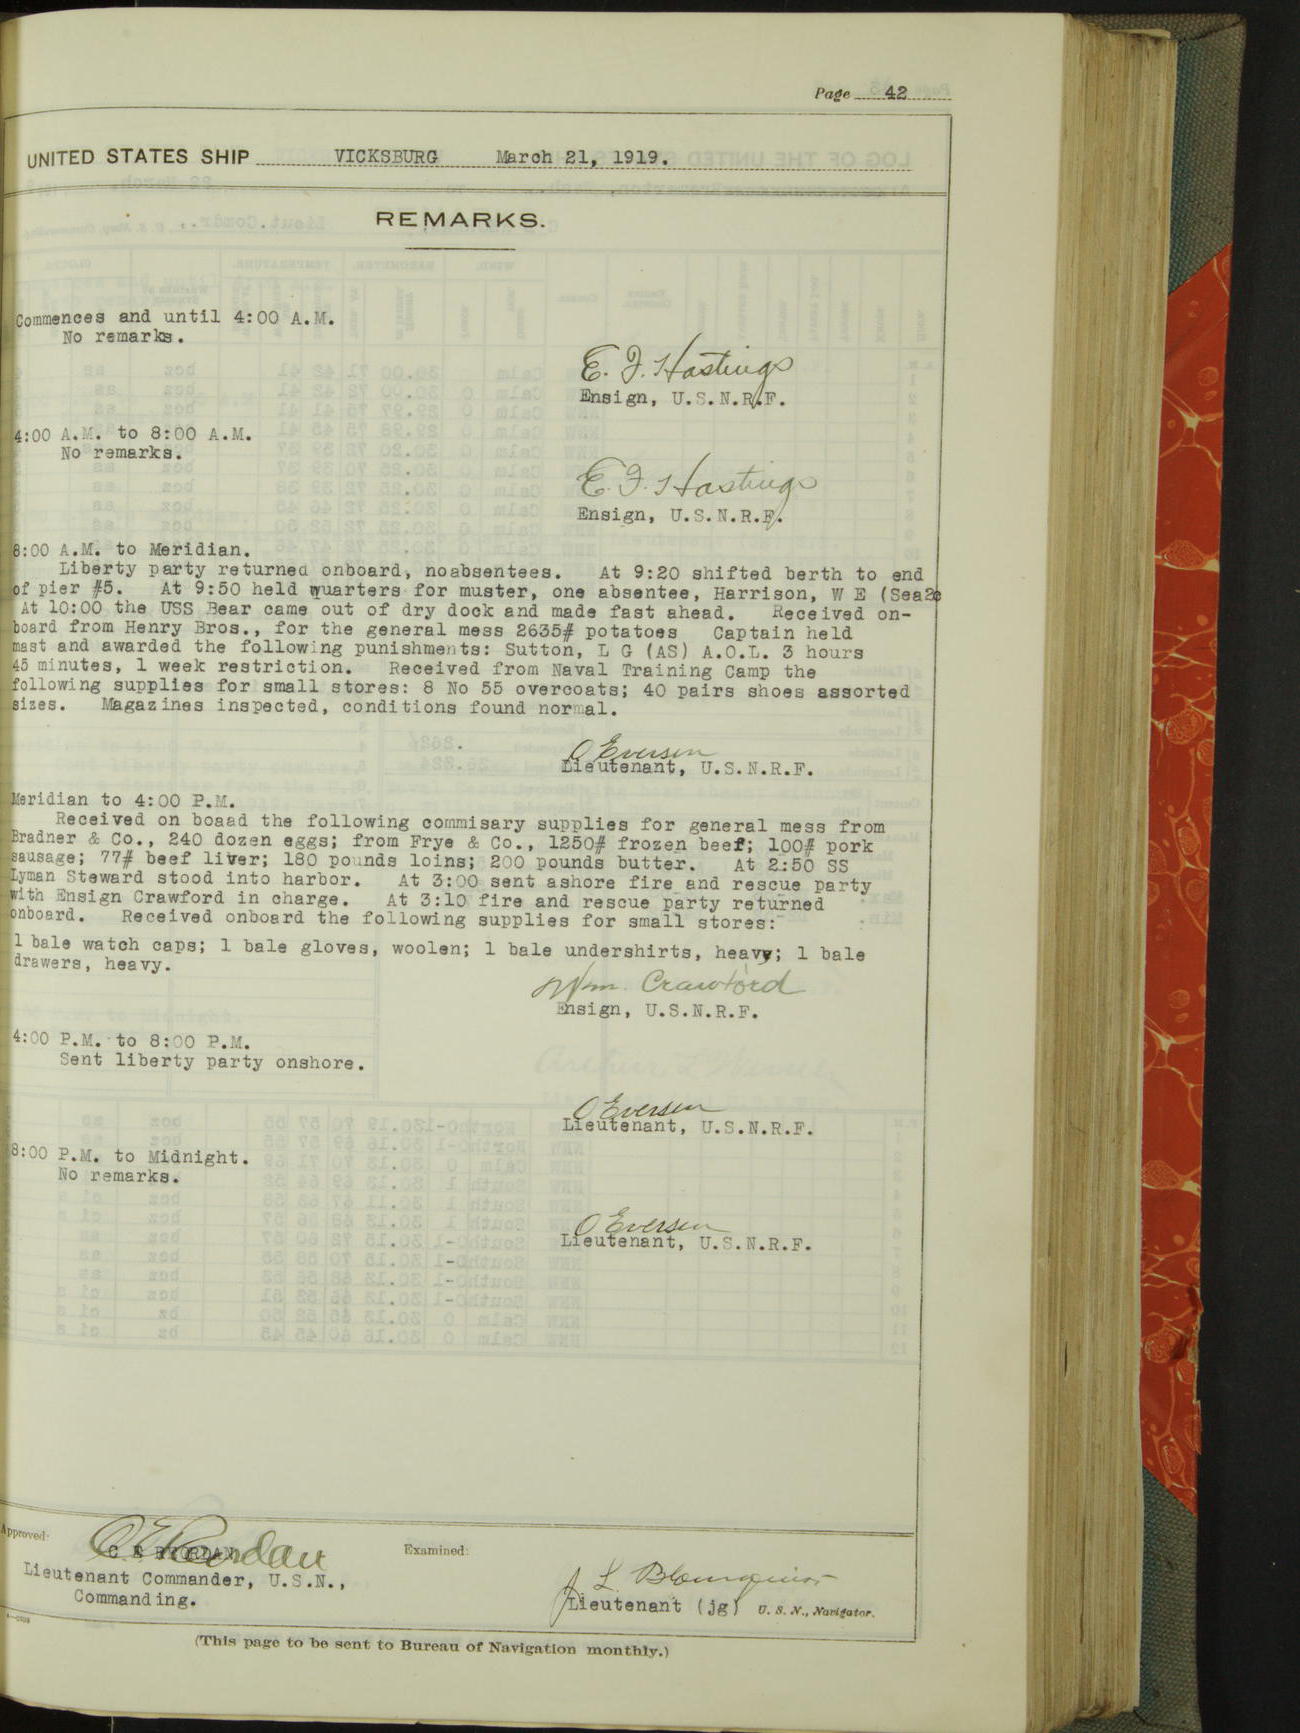 Page 42
UNITED STATES SHIP VICKSBURG March 21, 1919.
REMARKS.
Commences and until 4:00 A.M.
No remarks.
E. F. Hastings
Ensign, U.S.N.R.F.
4:00 A.M. to 8:00 A.M.
No remarks.
E. F. Hastings
Ensign, U.S.N.R.F.
8:00 A.M. to Meridian.
Liberty party returned onboard, noabsentees. At 9:20 shifted berth to end
of pier #5. At 9:50 held quarters for muster, one absentee, Harrison, W E (Sea2c
At 10:00 the USS Bear came out of dry dock and made fast ahead. Received on-
board from Henry Bros., for the general mess 2635# potatoes Captain held
mast and awarded the following punishments: Sutton, L G (AS) A.O.L. 3 hours
45 minutes, 1 week restriction. Received from Naval Training Camp the
following supplies for small stores: 8 No 55 overcoats; 40 pairs shoes assorted
sizes. Magazines inspected, conditions found normal.
O Eversen
Lieutenant, U.S.N.R.F.
Meridian to 4:00 P.M.
Received on boaad the following commisary supplies for general mess from
Bradner & Co., 240 dozen eggs; from Frye & Co., 1250# frozen beef; 100# pork
sausage; 77# beef liver; 180 pounds loins; 200 pounds butter. At 2:50 SS
Lyman Steward stood into harbor. At 3:00 sent ashore fire and rescue party
with Ensign Crawford in charge. At 3:10 fire and rescue party returned
onboard. Received onboard the following supplies for small stores:
1 bale watch caps; 1 bale gloves, woolen; 1 bale undershirts, heavy; 1 bale
drawers, heavy.
Wm. Crawford
Ensign, U.S.N.R.F.
4:00 P.M. to 8:00 P.M.
Sent liberty party onshore.
O Eversen
Lieutenant, U.S.N.R.F.
8:00 P.M. to Midnight.
No remarks.
O Eversen
Lieutenant, U.S.N.R.F.
Approved:
Examined:
Lieutenant Commander, U.S.N.,
Commanding.
Lieutenant (jg) U. S. N., Navigator.
(This page to be sent to Bureau of Navigation monthly.)